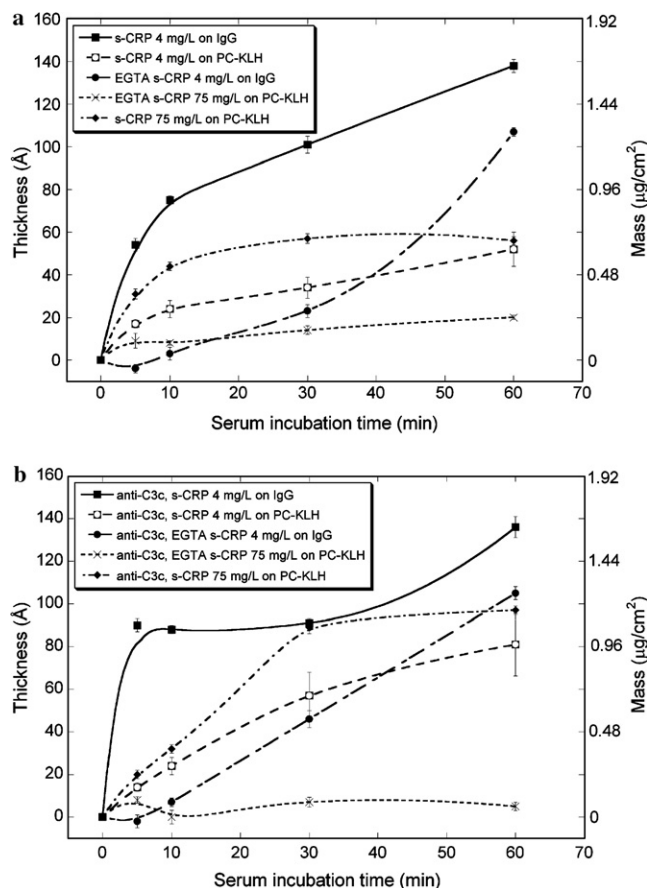 a
s-CRP 4 mg/L on IgG
s-CRP 4 mg/L on PC-KLH
EGTA s-CRP 4 mg/L on IgG
EGTA s-CRP 75 mg/L on PC-KLH
s-CRP 75 mg/L on PC-KLH
160
140
120
100
80
60
40
20
0
Thickness (Å)
1.92
1.44
0.96
0.48
0
Mass (µg/cm²)
0 10 20 30 40 50 60
Serum incubation time (min)
b
anti-C3c, s-CRP 4 mg/L on IgG
anti-C3c, s-CRP 4 mg/L on PC-KLH
anti-C3c, EGTA s-CRP 4 mg/L on IgG
anti-C3c, EGTA s-CRP 75 mg/L on PC-KLH
anti-C3c, s-CRP 75 mg/L on PC-KLH
160
140
120
100
80
60
40
20
0
Thickness (Å)
1.92
1.44
0.96
0.48
0
Mass (µg/cm²)
0 10 20 30 40 50 60
Serum incubation time (min)